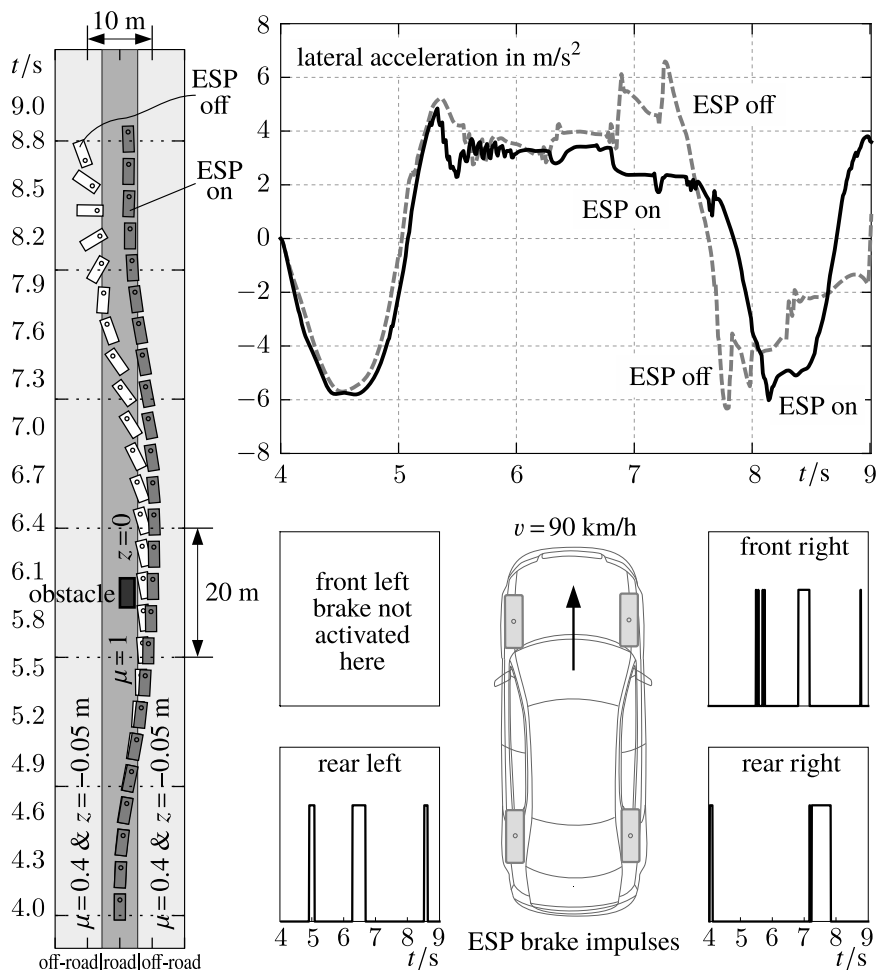 10 m
t/s
ESP
off
9.0
8.8
ESP
on
8.5
8.2
7.9
7.6
7.3
7.0
6.7
6.4
z = 0
6.1
obstacle
20 m
5.8
μ = 1
5.5
5.2
4.9
4.6
4.3
4.0
μ = 0.4 & z = −0.05 m
μ = 0.4 & z = −0.05 m
off-road|road|off-road
lateral acceleration in m/s²
8
6
4
2
0
−2
−4
−6
−8
ESP off
ESP on
ESP off
ESP on
4 5 6 7 8 t/s 9
v = 90 km/h
front left
brake not
activated
here
front right
rear left
4 5 6 7 8 9
t/s
rear right
4 5 6 7 8 9
t/s
ESP brake impulses